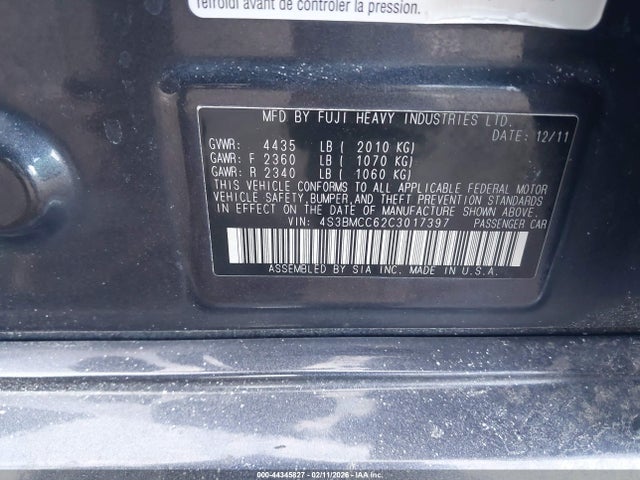 refroidi avant de contrôler la pression.
MFD BY FUJI HEAVY INDUSTRIES LTD.
DATE: 12/11
GVWR: 4435 LB ( 2010 KG)
GAWR: F 2360 LB ( 1070 KG)
GAWR: R 2340 LB ( 1060 KG)
THIS VEHICLE CONFORMS TO ALL APPLICABLE FEDERAL MOTOR
VEHICLE SAFETY, BUMPER, AND THEFT PREVENTION STANDARDS
IN EFFECT ON THE DATE OF MANUFACTURE SHOWN ABOVE.
VIN: 4S3BMCC62C3017397 PASSENGER CAR
ASSEMBLED BY SIA INC. MADE IN U.S.A.
000-44345827 - 02/11/2026 - IAA Inc.